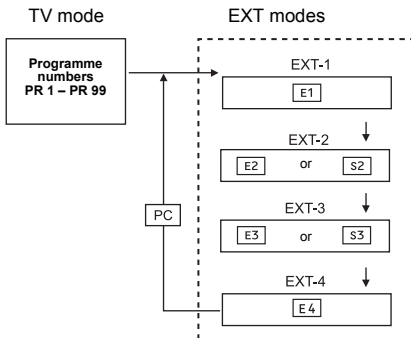 TV mode
EXT modes
Programme
numbers
PR 1 – PR 99
EXT-1
E1
EXT-2
E2 or S2
EXT-3
E3 or S3
PC
EXT-4
E4